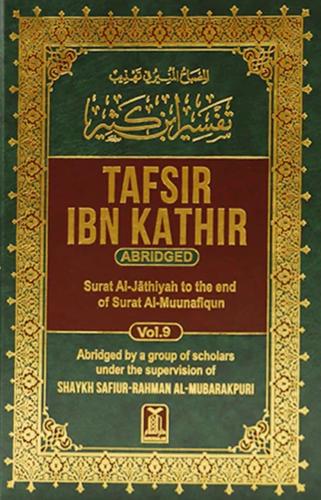 المصباح المنير في تهذيب
تفسير ابن كثير
TAFSIR
IBN KATHIR
ABRIDGED
Surat Al-Jāthiyah to the end
of Surat Al-Muunafiqun
Vol.9
Abridged by a group of scholars
under the supervision of
SHAYKH SAFIUR-RAHMAN AL-MUBARAKPURI